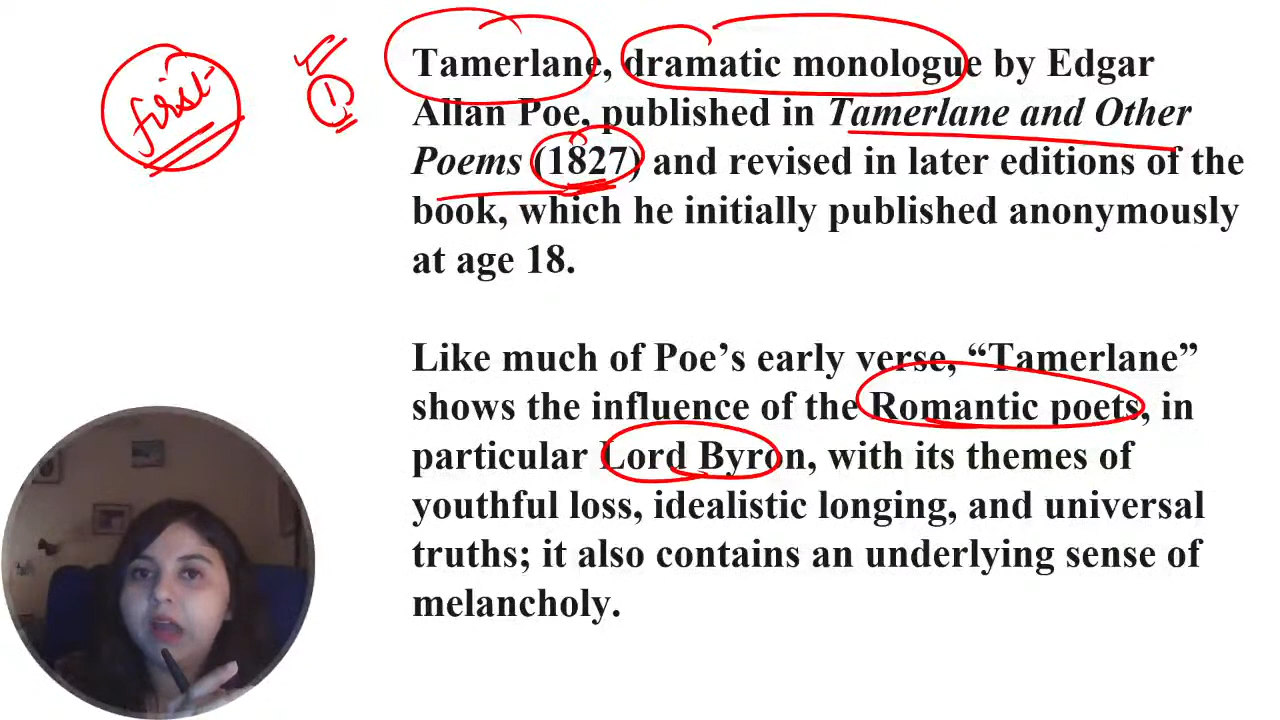 first
1
Tamerlane, dramatic monologue by Edgar
Allan Poe, published in Tamerlane and Other
Poems (1827) and revised in later editions of the
book, which he initially published anonymously
at age 18.
Like much of Poe’s early verse, “Tamerlane”
shows the influence of the Romantic poets, in
particular Lord Byron, with its themes of
youthful loss, idealistic longing, and universal
truths; it also contains an underlying sense of
melancholy.